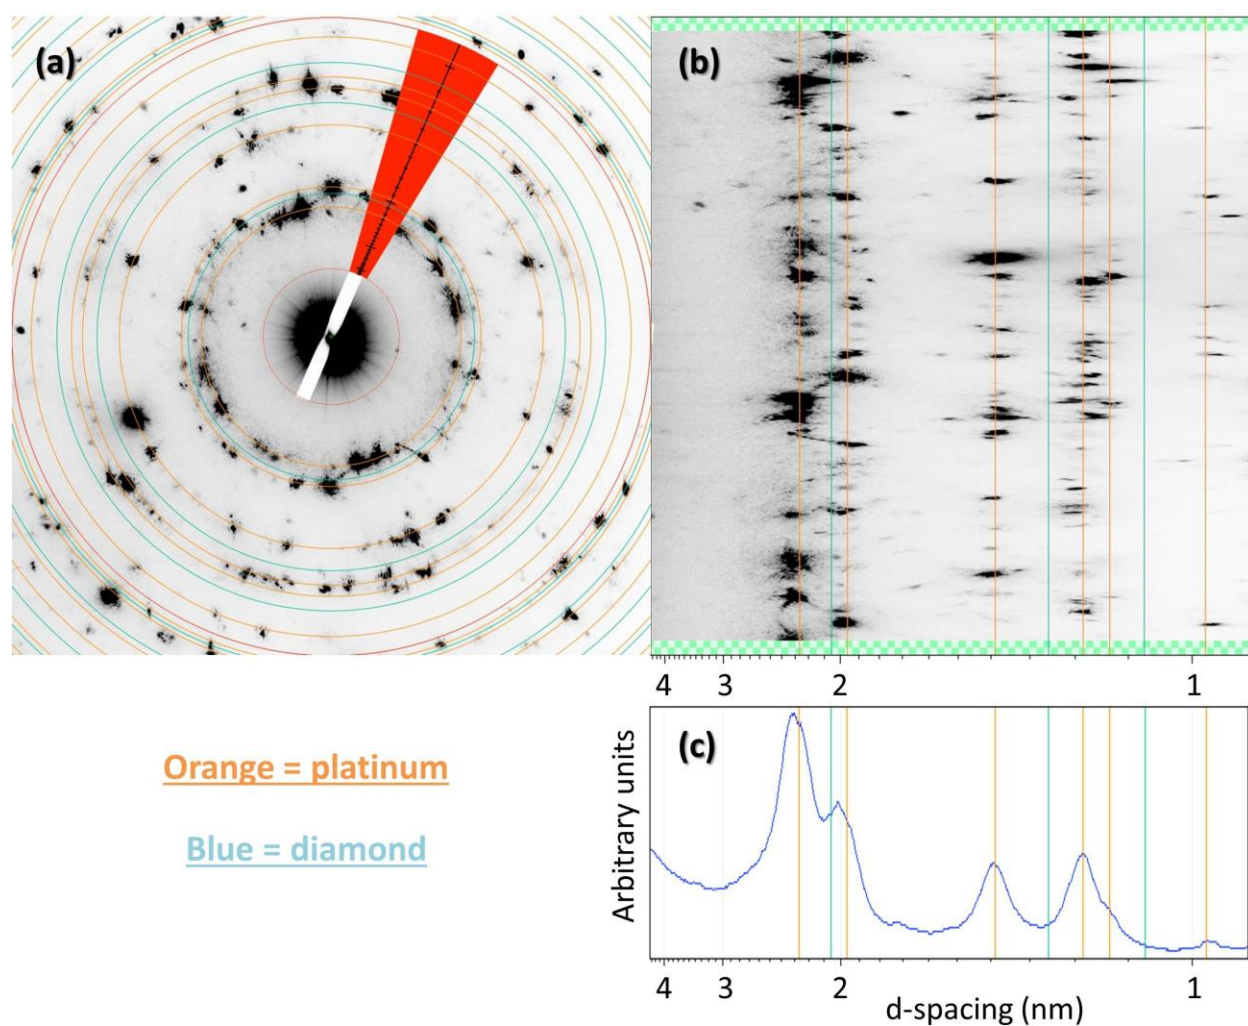 (a)
(b)
4 3 2 1
Orange = platinum
Blue = diamond
(c)
Arbitrary units
4 3 2 1
d-spacing (nm)